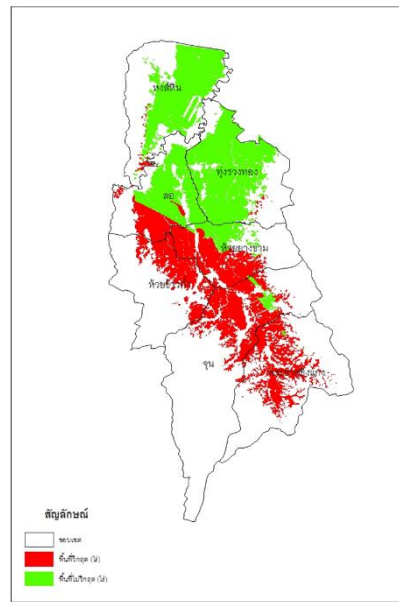 หงส์หิน
ทุ่งรวงทอง
ลอ
ห้วยยางขาม
ห้วยข้าวก่ำ
จุน
สัญลักษณ์
ขอบเขต
พื้นที่วิกฤต (ไร่)
พื้นที่ไม่วิกฤต (ไร่)